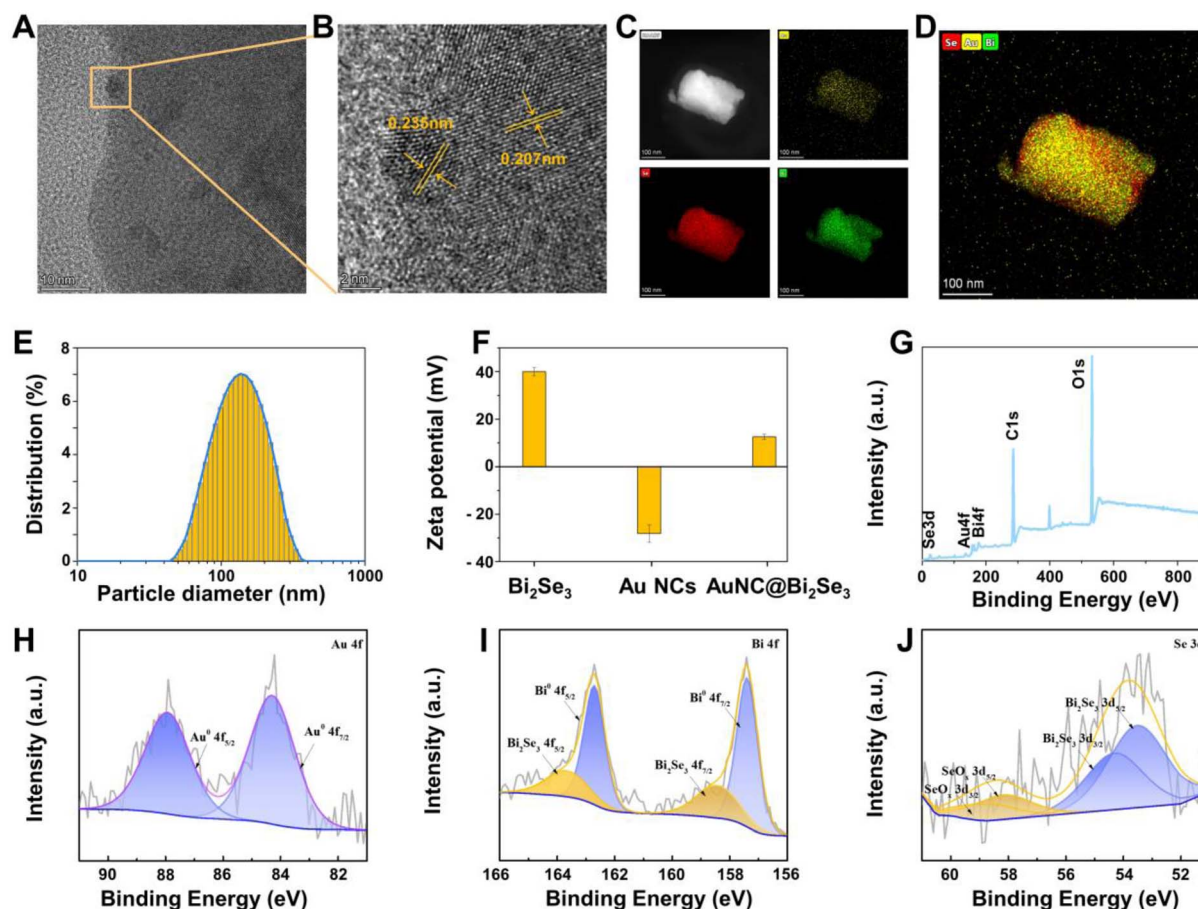 A
10 nm
B
0.235nm
0.207nm
2 nm
C
100 nm
100 nm
Se
100 nm
100 nm
D
Se Au Bi
100 nm
E
Distribution (%)
8
6
4
2
0
10
100
1000
Particle diameter (nm)
F
Zeta potential (mV)
40
20
0
- 20
- 40
Bi₂Se₃
Au NCs
AuNC@Bi₂Se₃
G
Intensity (a.u.)
Se3d
Au4f
Bi4f
C1s
O1s
0
200
400
600
800
Binding Energy (eV)
H
Au 4f
Intensity (a.u.)
Au⁰ 4f₅/₂
Au⁰ 4f₇/₂
90
88
86
84
82
Binding Energy (eV)
I
Bi 4f
Intensity (a.u.)
Bi⁰ 4f₅/₂
Bi₂Se₃ 4f₅/₂
Bi⁰ 4f₇/₂
Bi₂Se₃ 4f₇/₂
166
164
162
160
158
156
Binding Energy (eV)
J
Se 3
Intensity (a.u.)
Bi₂Se₃ 3d₅/₂
Bi₂Se₃ 3d₃/₂
SeOₓ 3d₅/₂
SeOₓ 3d₃/₂
60
58
56
54
52
Binding Energy (eV)